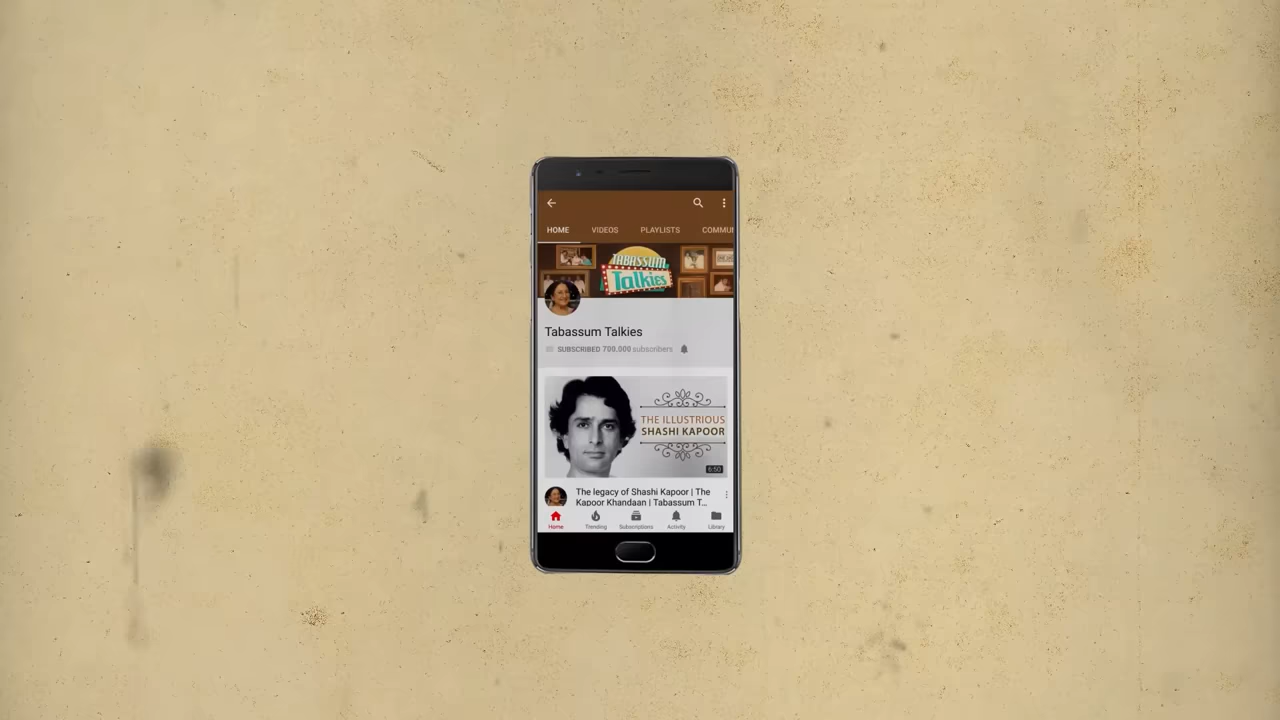 HOME VIDEOS PLAYLISTS COMMU
TABASSUM
Talkies
Tabassum Talkies
SUBSCRIBED 700,000 subscribers
THE ILLUSTRIOUS
SHASHI KAPOOR
6:50
The legacy of Shashi Kapoor | The
Kapoor Khandaan | Tabassum T...
Home Trending Subscriptions Activity Library